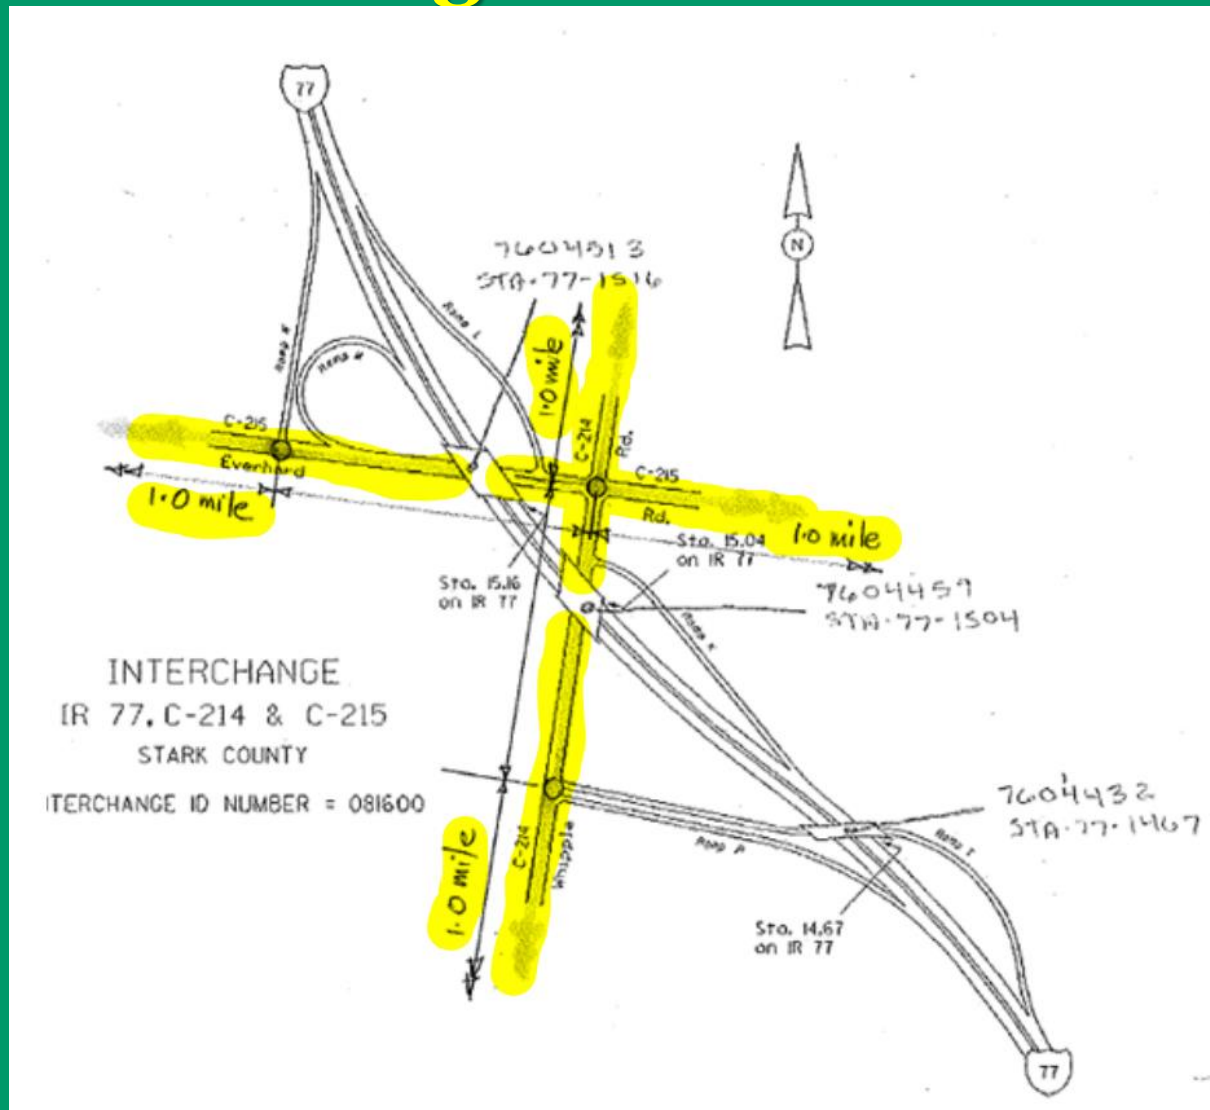 77
7604513
STA-77-1516
N
Ramp L
1.0 mile
C-214
Rd.
C-215
Everhard
1.0 mile
C-215
Rd.
1.0 mile
Sta. 15.04
on IR 77
Sta. 15.16
on IR 77
7604459
STA-77-1504
Ramp K
INTERCHANGE
IR 77, C-214 & C-215
STARK COUNTY
ITERCHANGE ID NUMBER = 081600
7604432
STA-77-1467
1.0 mile
C-214
Whipple
Ramp I
Sta. 14.67
on IR 77
77